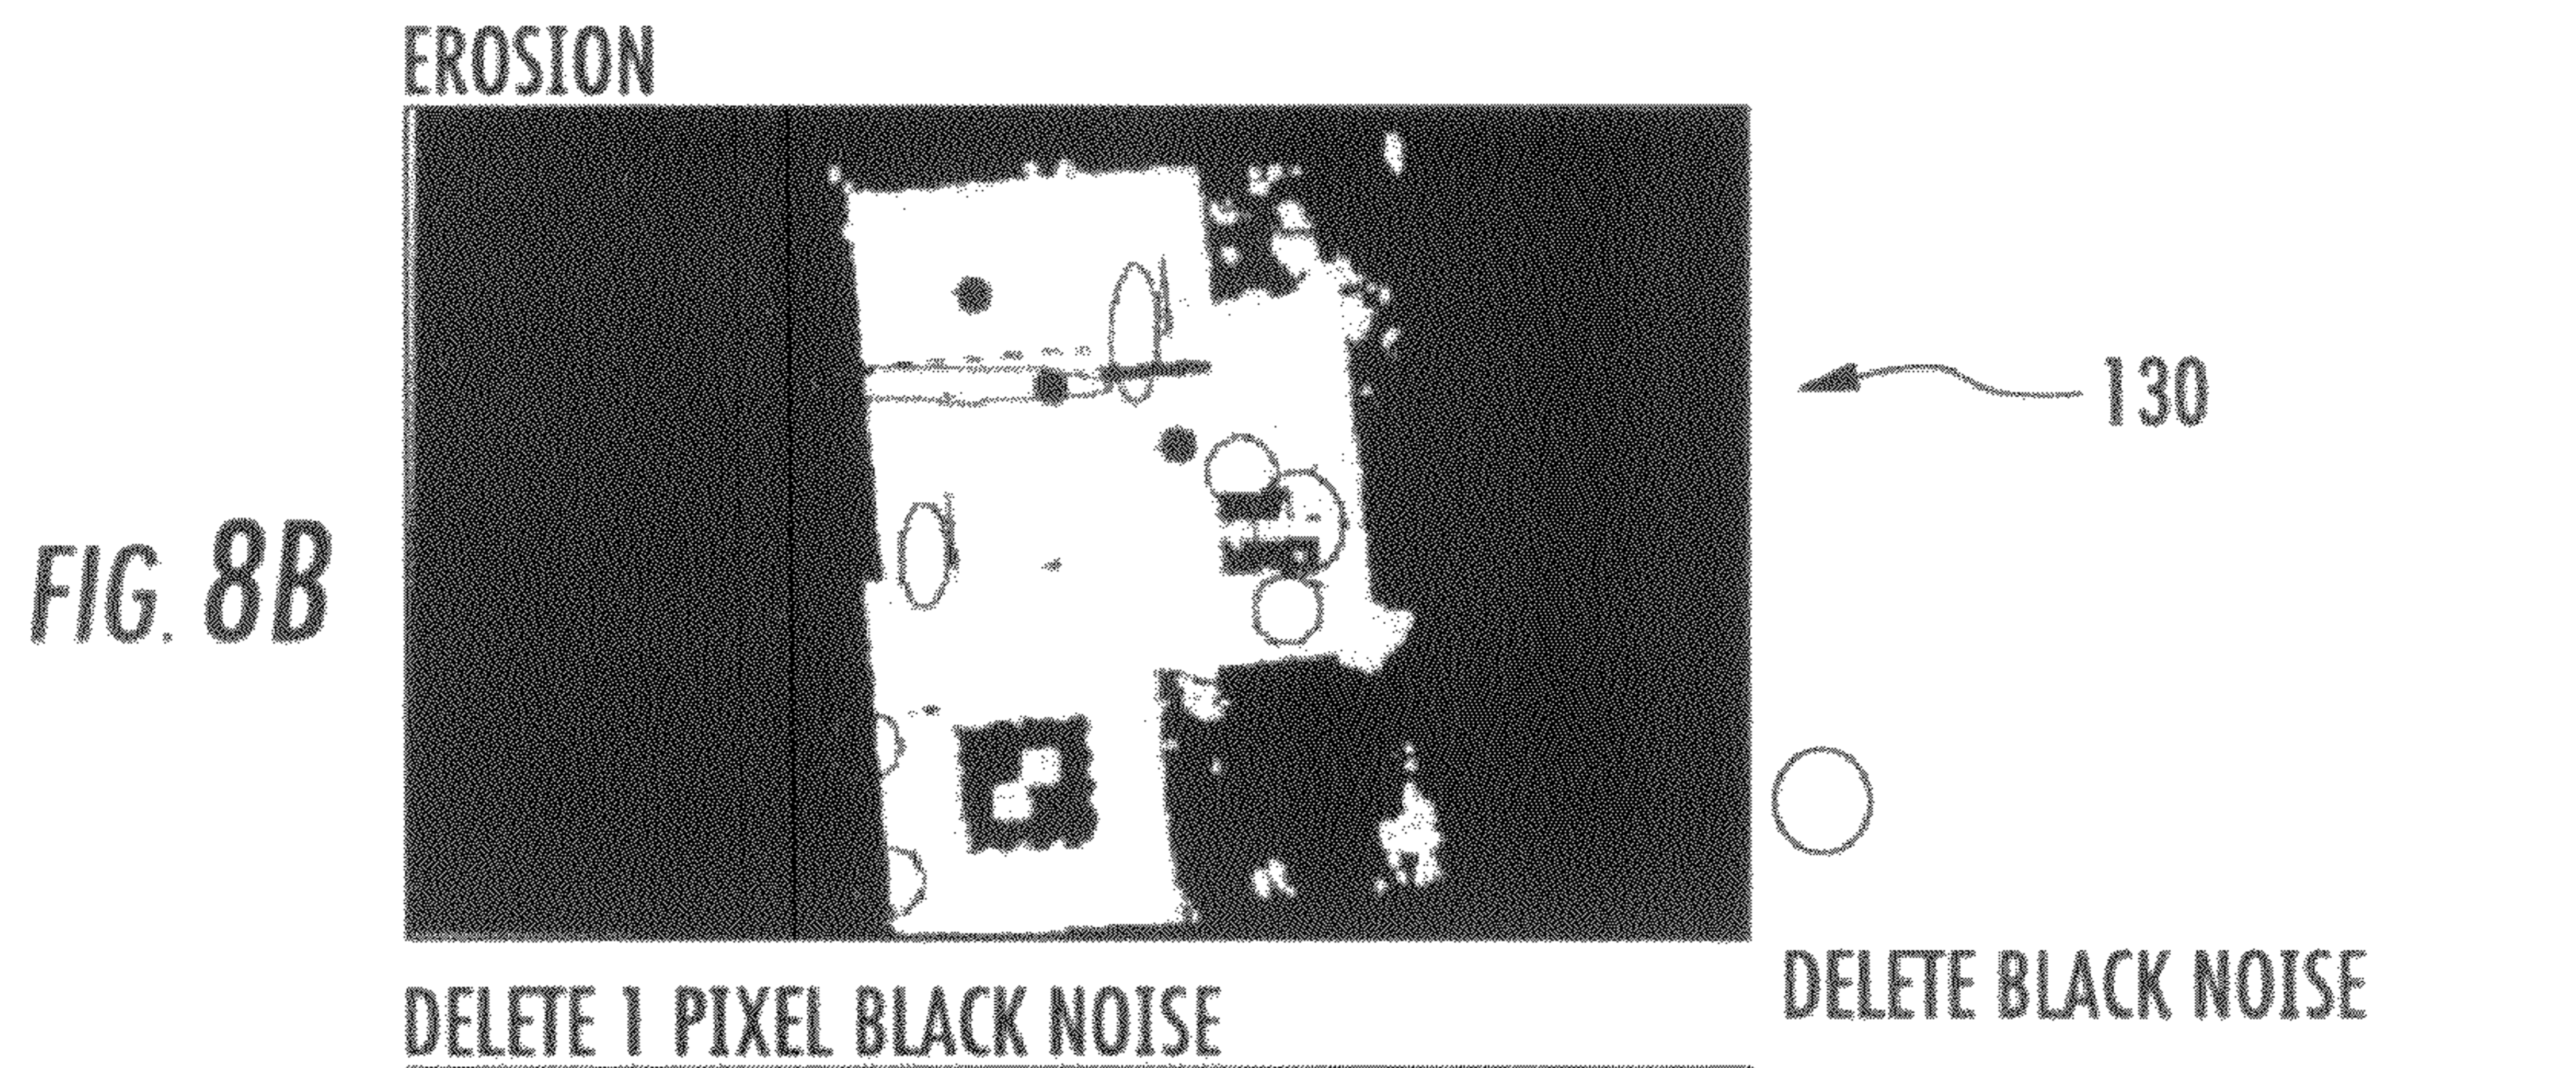 EROSION
130
FIG. 8B
DELETE BLACK NOISE
DELETE 1 PIXEL BLACK NOISE